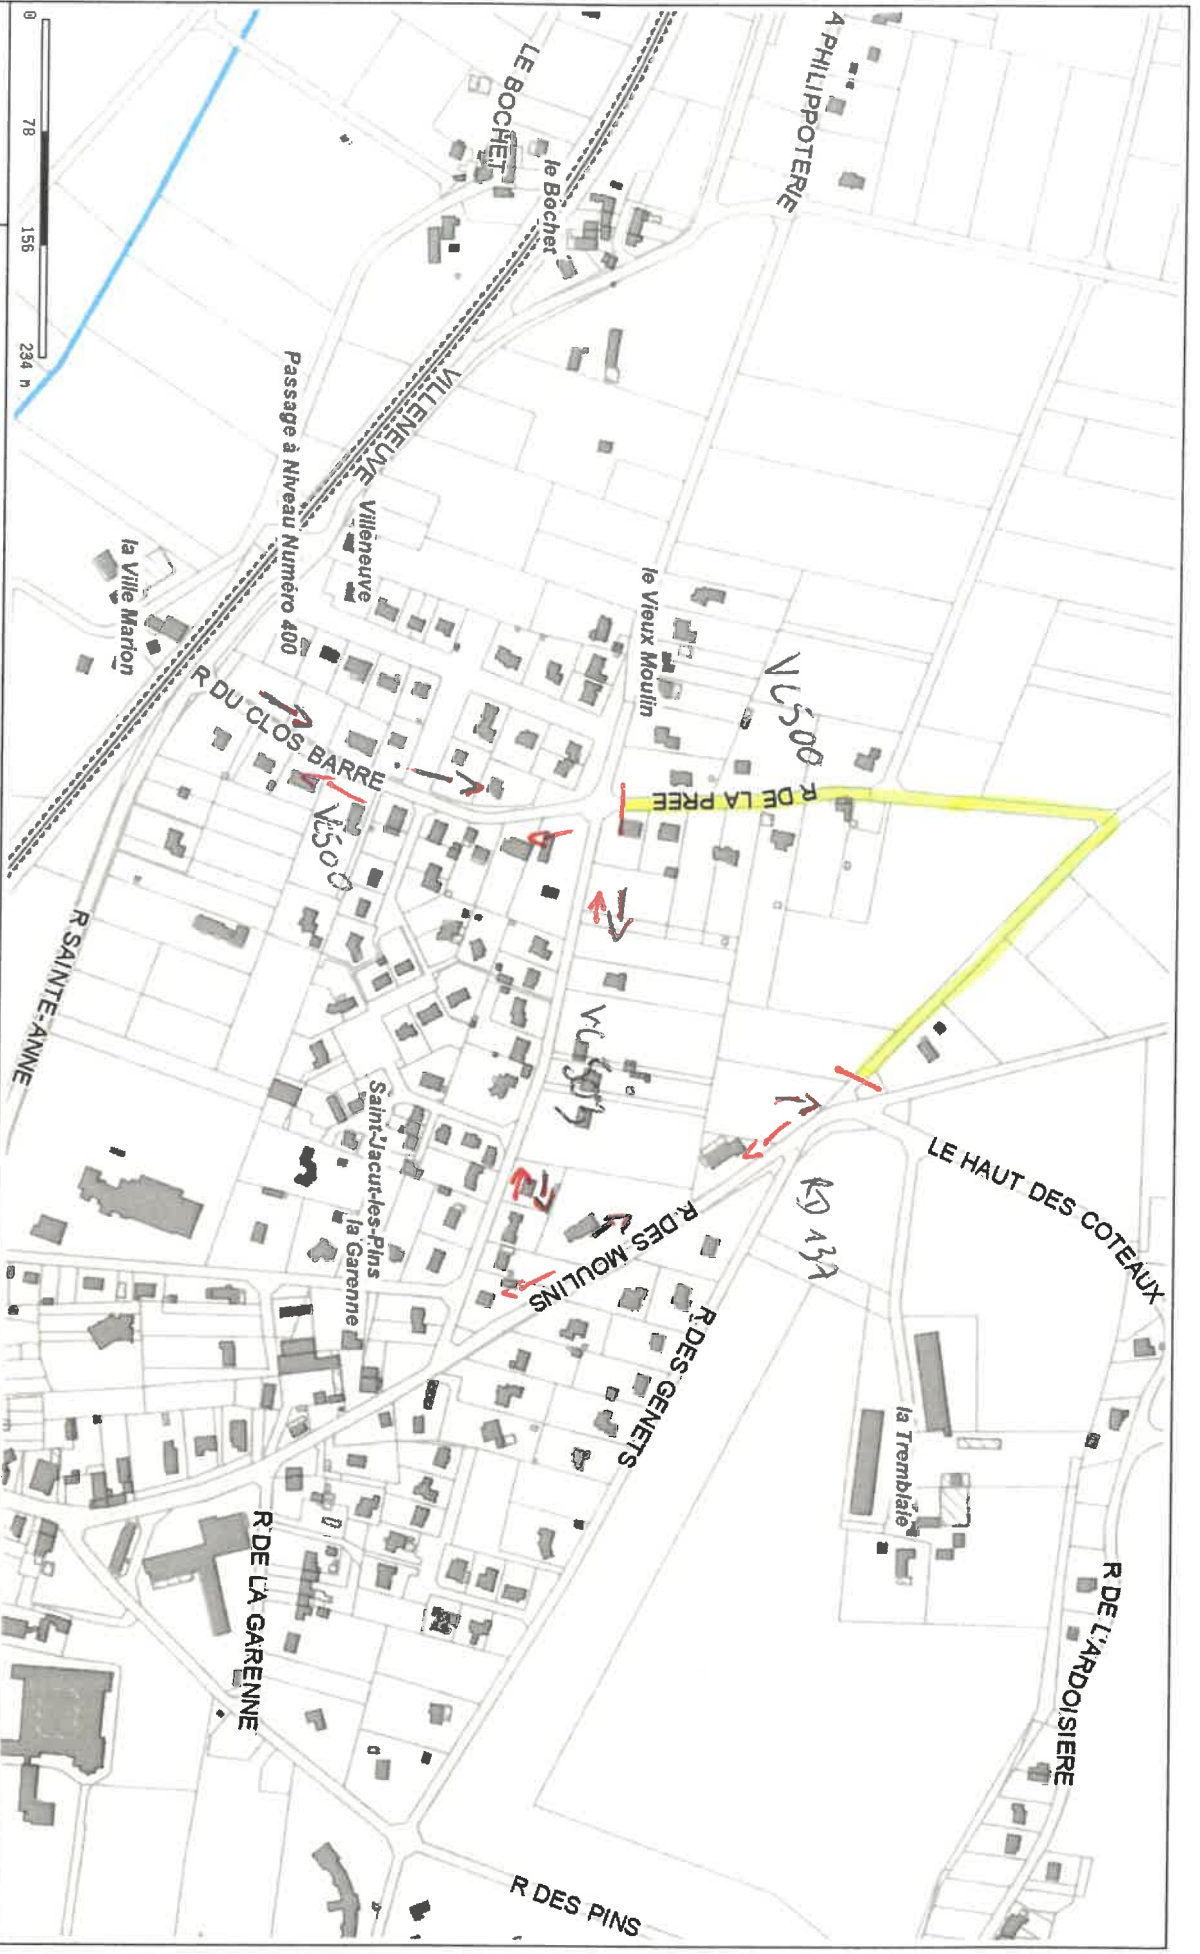 A PHILIPPOTERIE
LE BOCHET
le Bochet
VILLENEUVE
Villeneuve
Passage à Niveau Numéro 400
la Ville Marion
le Vieux Moulin
VC500
R DE LA PREE
R DU CLOS BARRE
VC500
R SAINTE-ANNE
Saint-Jacut-les-Pins
la Garenne
R DES MOULINS
RD 137
LE HAUT DES COTEAUX
R DES GENETS
la Tremblaie
R DE L'ARDOISIERE
R DE LA GARENNE
R DES PINS
0 78 156 234 m